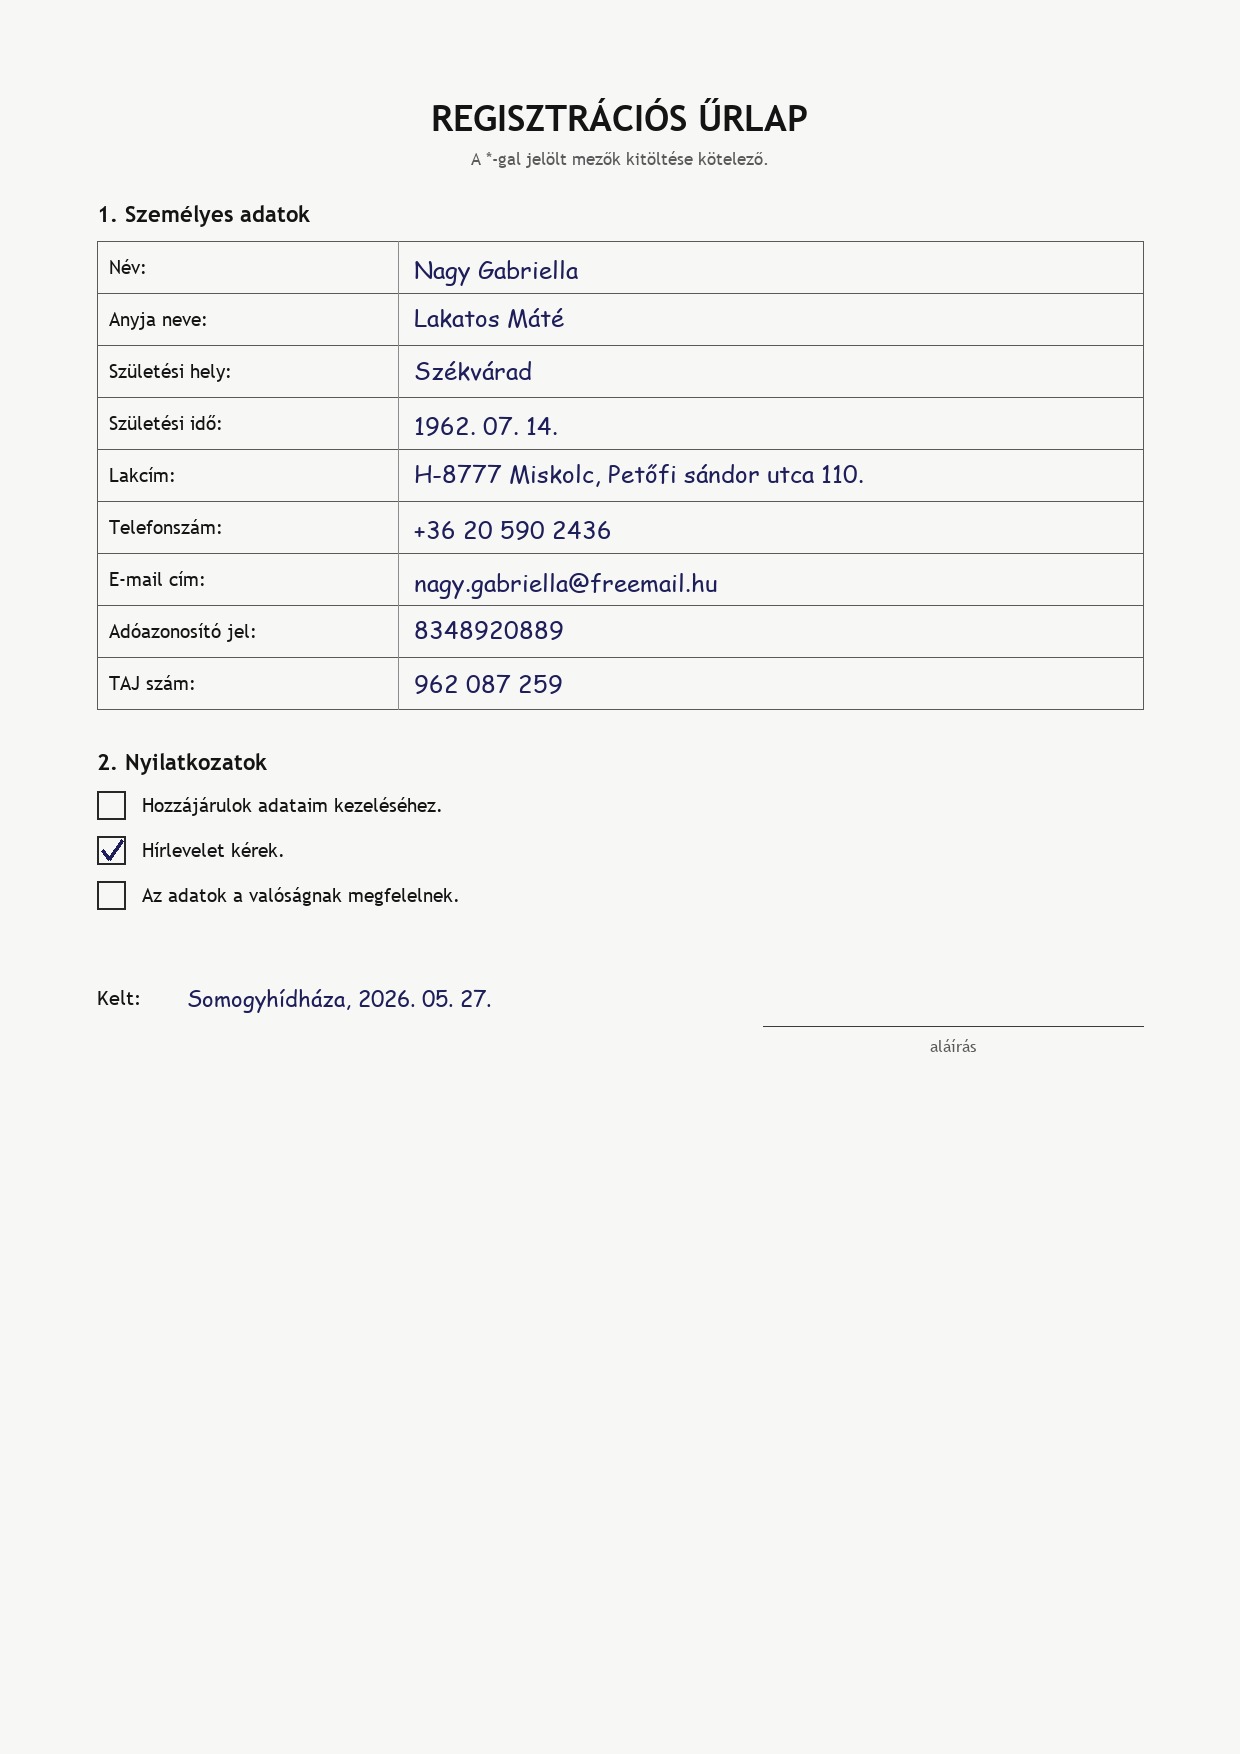 REGISZTRÁCIÓS ŰRLAP
A *-gal jelölt mezők kitöltése kötelező.
1. Személyes adatok
Név: Nagy Gabriella
Anyja neve: Lakatos Máté
Születési hely: Székvárad
Születési idő: 1962. 07. 14.
Lakcím: H-8777 Miskolc, Petőfi sándor utca 110.
Telefonszám: +36 20 590 2436
E-mail cím: nagy.gabriella@freemail.hu
Adóazonosító jel: 8348920889
TAJ szám: 962 087 259
2. Nyilatkozatok
Hozzájárulok adataim kezeléséhez.
Hírlevelet kérek.
Az adatok a valóságnak megfelelnek.
Kelt: Somogyhídháza, 2026. 05. 27.
aláírás